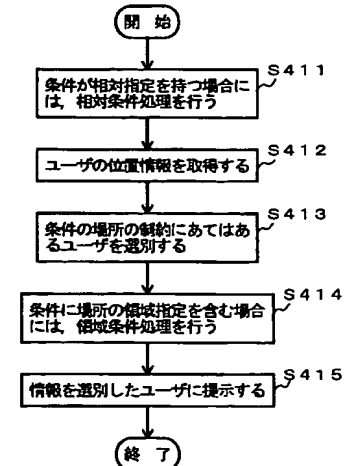 開 始
S411
条件が相対指定を持つ場合に
は，相対条件処理を行う
S412
ユーザの位置情報を取得する
S413
条件の場所の制約にあてはあ
るユーザを選別する
S414
条件に場所の領域指定を含む場合
には，領域条件処理を行う
S415
情報を選別したユーザに提示する
終 了